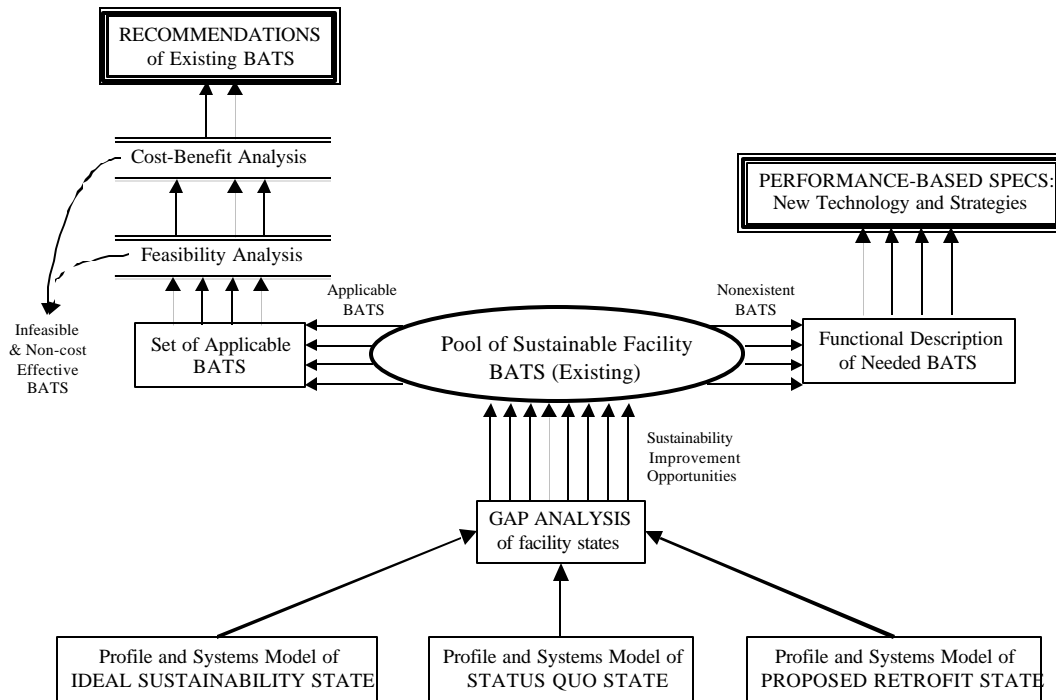 RECOMMENDATIONS
of Existing BATS
Cost-Benefit Analysis
Feasibility Analysis
Infeasible
& Non-cost
Effective
BATS
Set of Applicable
BATS
Applicable
BATS
Pool of Sustainable Facility
BATS (Existing)
Nonexistent
BATS
PERFORMANCE-BASED SPECS:
New Technology and Strategies
Functional Description
of Needed BATS
Sustainability
Improvement
Opportunities
GAP ANALYSIS
of facility states
Profile and Systems Model of
IDEAL SUSTAINABILITY STATE
Profile and Systems Model of
STATUS QUO STATE
Profile and Systems Model of
PROPOSED RETROFIT STATE